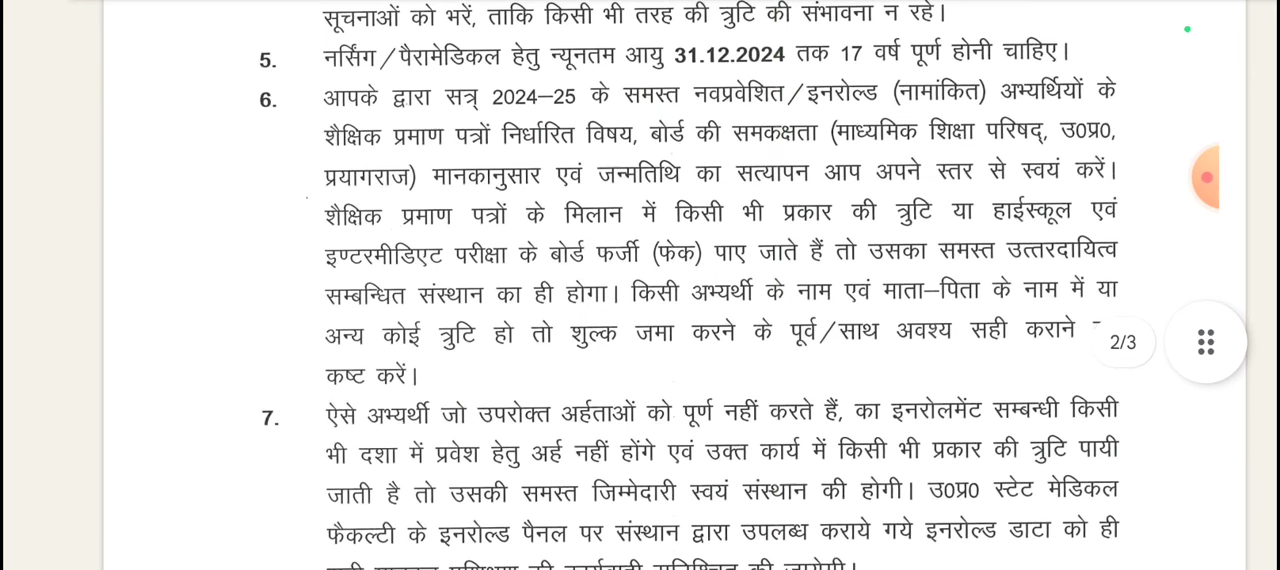 सूचनाओं को भरें, ताकि किसी भी तरह की त्रुटि की संभावना न रहे।
5. नर्सिंग/पैरामेडिकल हेतु न्यूनतम आयु 31.12.2024 तक 17 वर्ष पूर्ण होनी चाहिए।
6. आपके द्वारा सत्र् 2024–25 के समस्त नवप्रवेशित/इनरोल्ड (नामांकित) अभ्यर्थियों के
शैक्षिक प्रमाण पत्रों निर्धारित विषय, बोर्ड की समकक्षता (माध्यमिक शिक्षा परिषद्, उ0प्र0,
प्रयागराज) मानकानुसार एवं जन्मतिथि का सत्यापन आप अपने स्तर से स्वयं करें।
शैक्षिक प्रमाण पत्रों के मिलान में किसी भी प्रकार की त्रुटि या हाईस्कूल एवं
इण्टरमीडिएट परीक्षा के बोर्ड फर्जी (फेक) पाए जाते हैं तो उसका समस्त उत्तरदायित्व
सम्बन्धित संस्थान का ही होगा। किसी अभ्यर्थी के नाम एवं माता–पिता के नाम में या
अन्य कोई त्रुटि हो तो शुल्क जमा करने के पूर्व/साथ अवश्य सही कराने
2/3
कष्ट करें।
7. ऐसे अभ्यर्थी जो उपरोक्त अर्हताओं को पूर्ण नहीं करते हैं, का इनरोलमेंट सम्बन्धी किसी
भी दशा में प्रवेश हेतु अर्ह नहीं होंगे एवं उक्त कार्य में किसी भी प्रकार की त्रुटि पायी
जाती है तो उसकी समस्त जिम्मेदारी स्वयं संस्थान की होगी। उ0प्र0 स्टेट मेडिकल
फैकल्टी के इनरोल्ड पैनल पर संस्थान द्वारा उपलब्ध कराये गये इनरोल्ड डाटा को ही
की कार्यवाही सुनिश्चित की जायेगी।